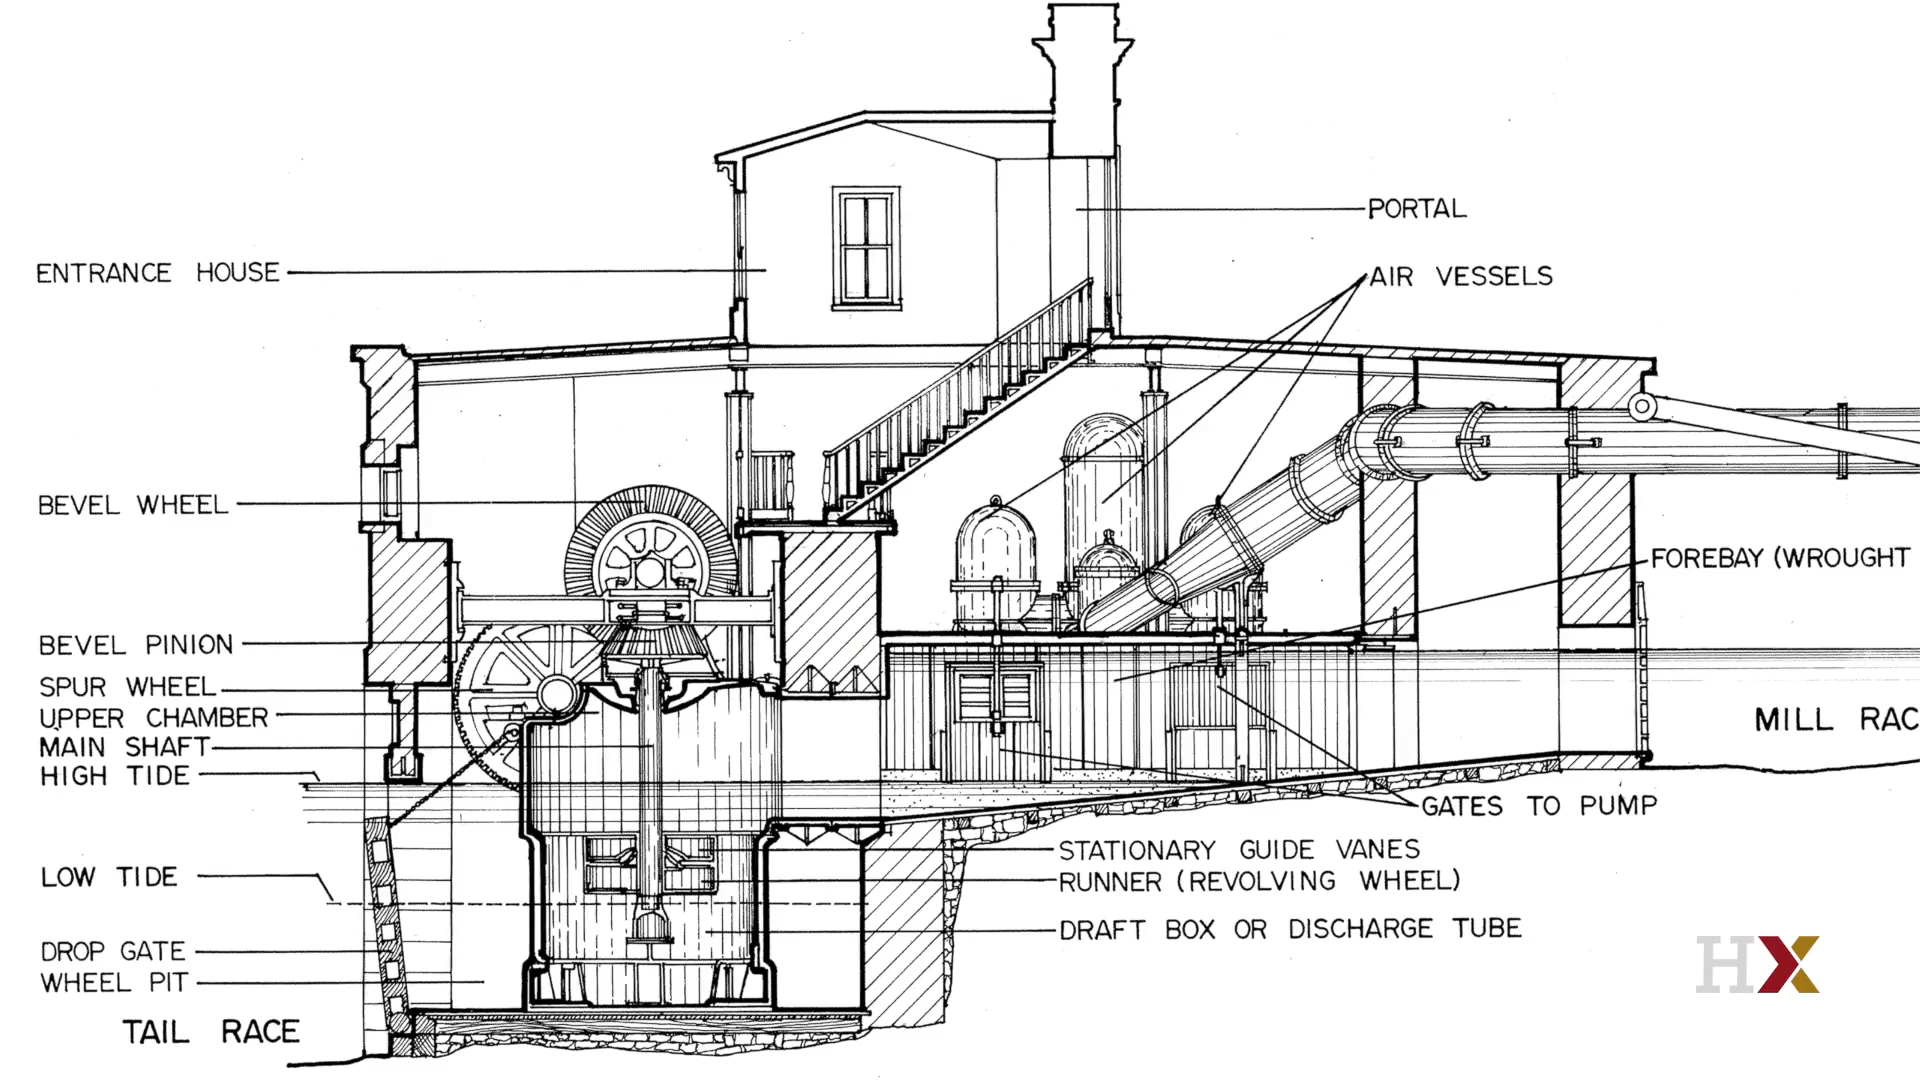 PORTAL
ENTRANCE HOUSE
AIR VESSELS
BEVEL WHEEL
FOREBAY (WROUGHT
BEVEL PINION
SPUR WHEEL
UPPER CHAMBER
MAIN SHAFT
HIGH TIDE
MILL RAC
GATES TO PUMP
STATIONARY GUIDE VANES
LOW TIDE
RUNNER (REVOLVING WHEEL)
DRAFT BOX OR DISCHARGE TUBE
DROP GATE
WHEEL PIT
TAIL RACE
HX